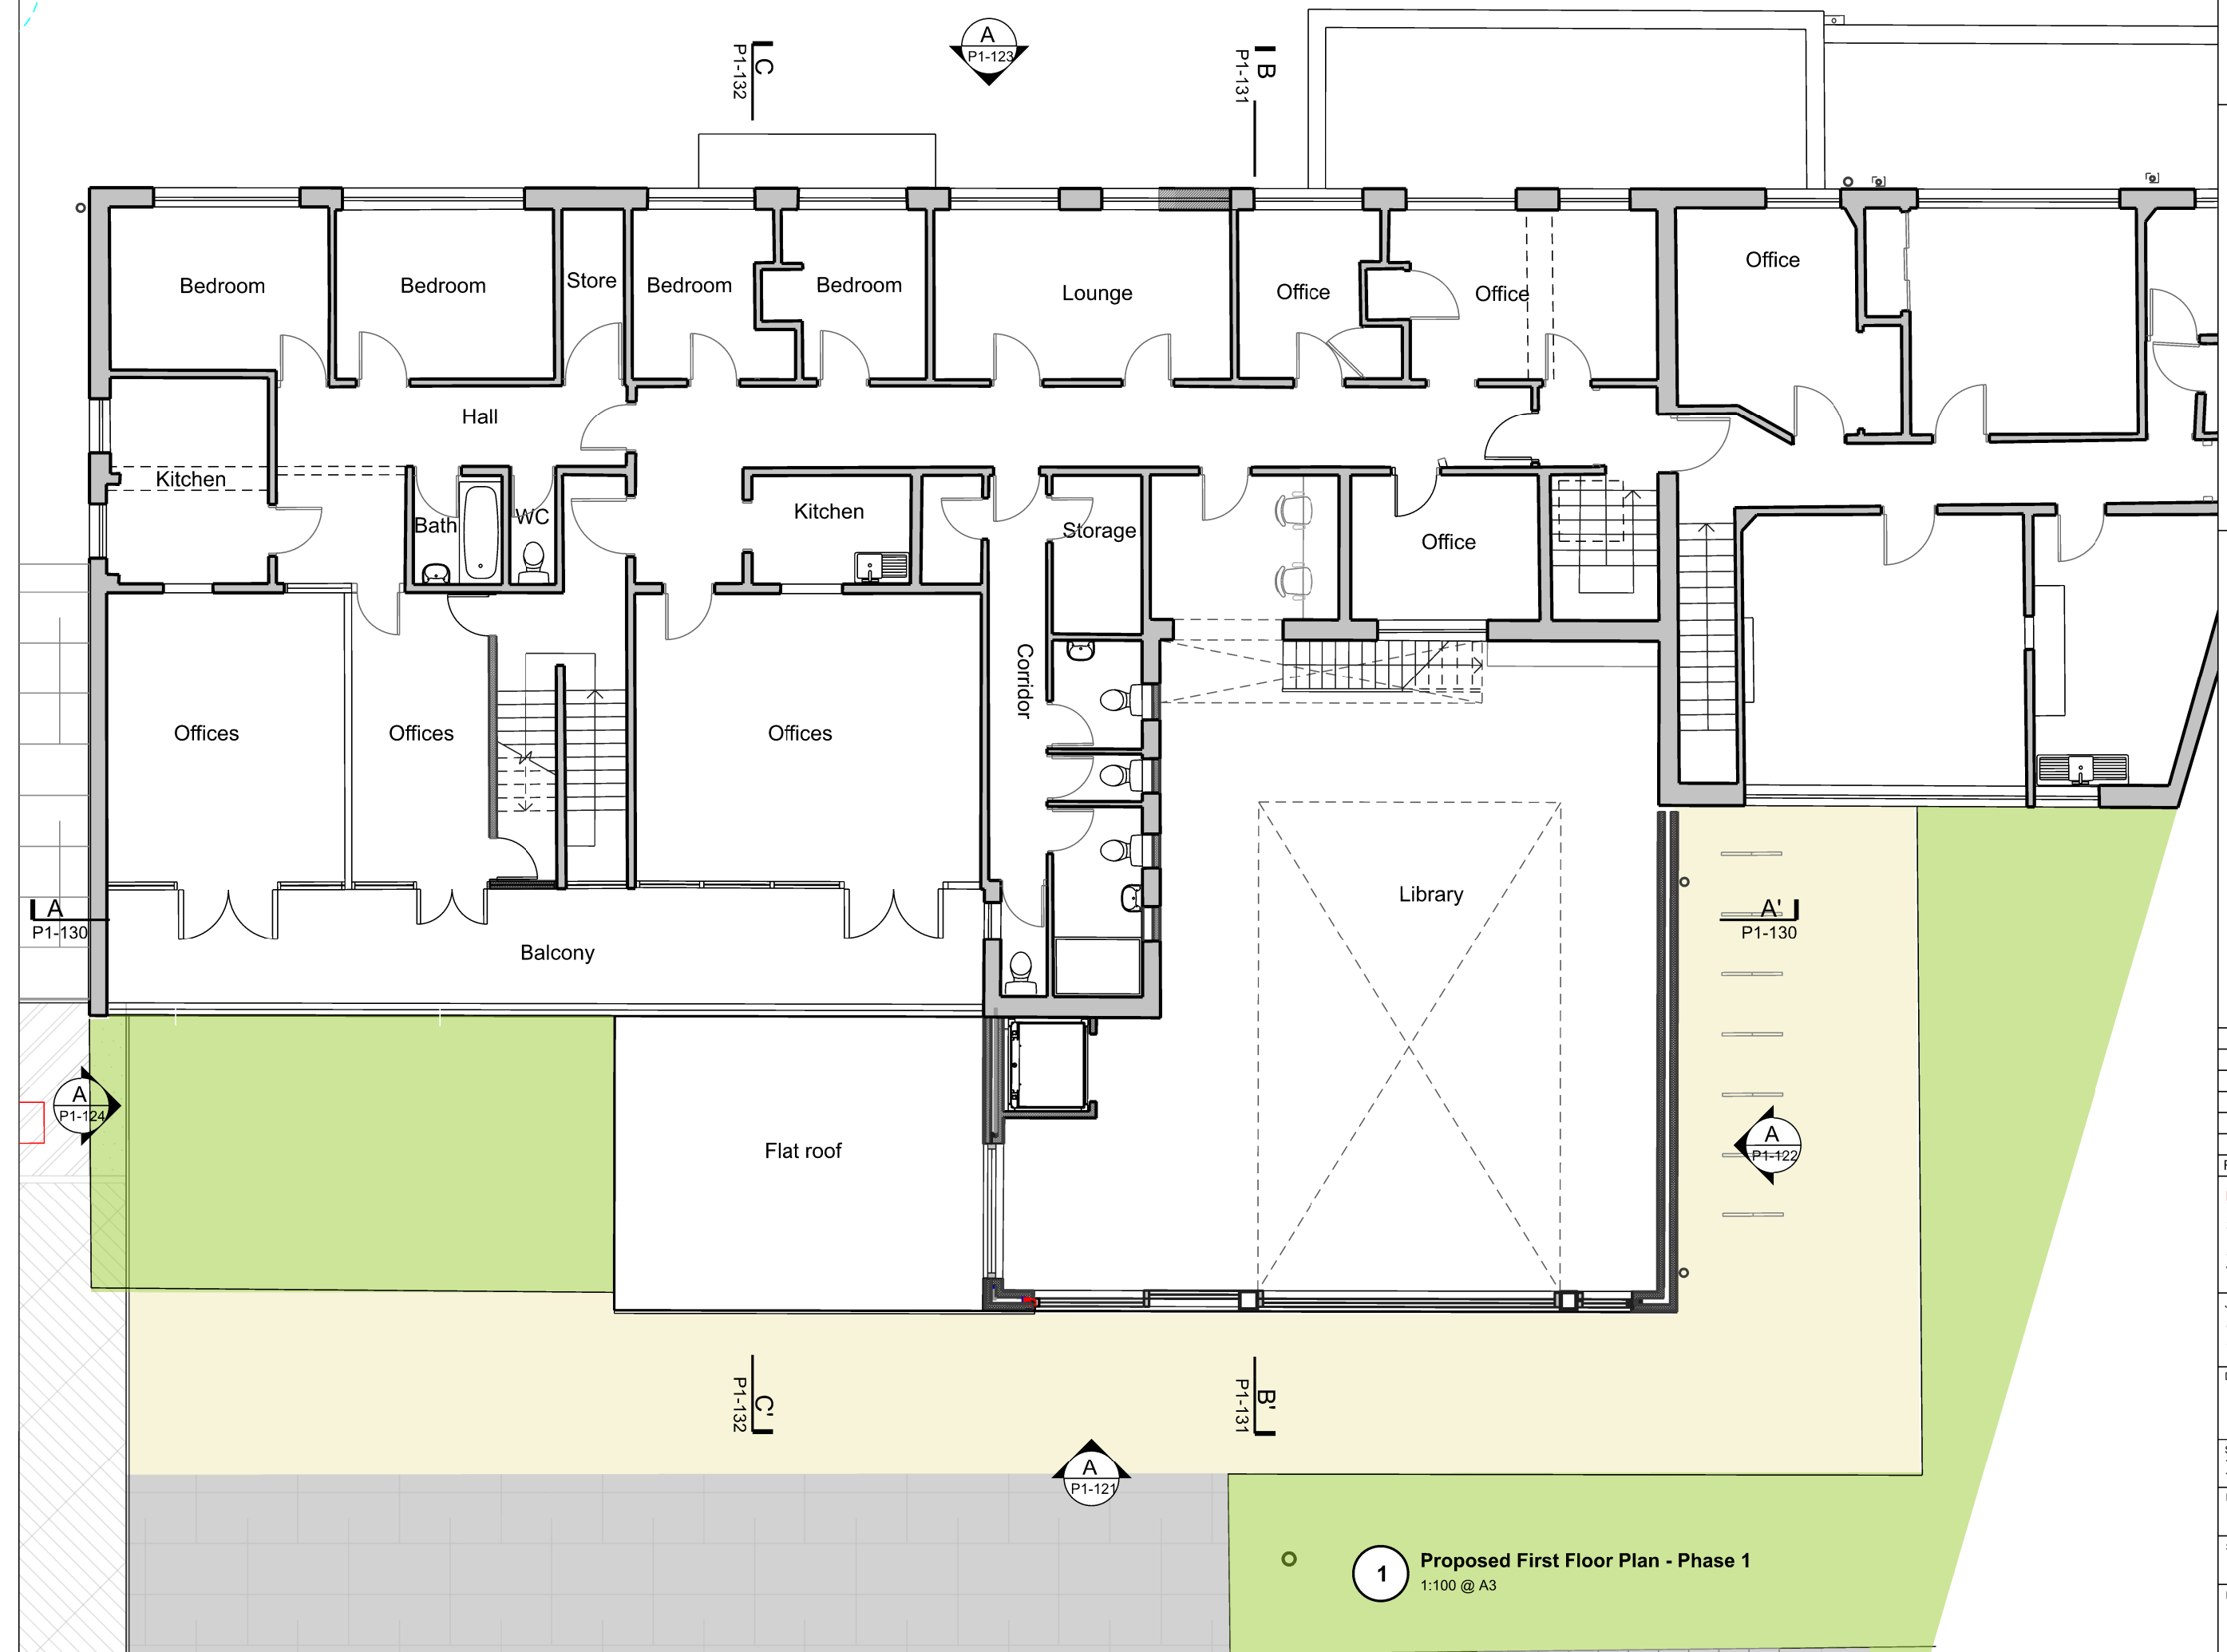 A
P1-123
C
P1-132
B
P1-131
Office
Bedroom
Bedroom
Store
Bedroom
Bedroom
Lounge
Office
Office
Hall
Kitchen
Bath
WC
Kitchen
Storage
Office
Corridor
Offices
Offices
Offices
Library
A
P1-130
A'
P1-130
Balcony
A
P1-124
Flat roof
A
P1-122
C'
P1-132
B'
P1-131
A
P1-121
1
Proposed First Floor Plan - Phase 1
1:100 @ A3